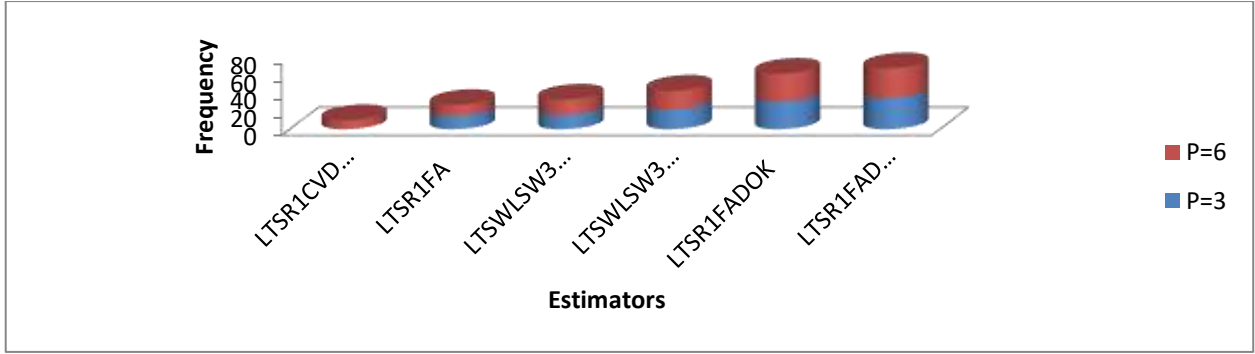 Frequency
80
60
40
20
0
LTSR1CVD...
LTSR1FA
LTSWLSW3...
LTSWLSW3...
LTSR1FADOK
LTSR1FAD...
Estimators
P=6
P=3